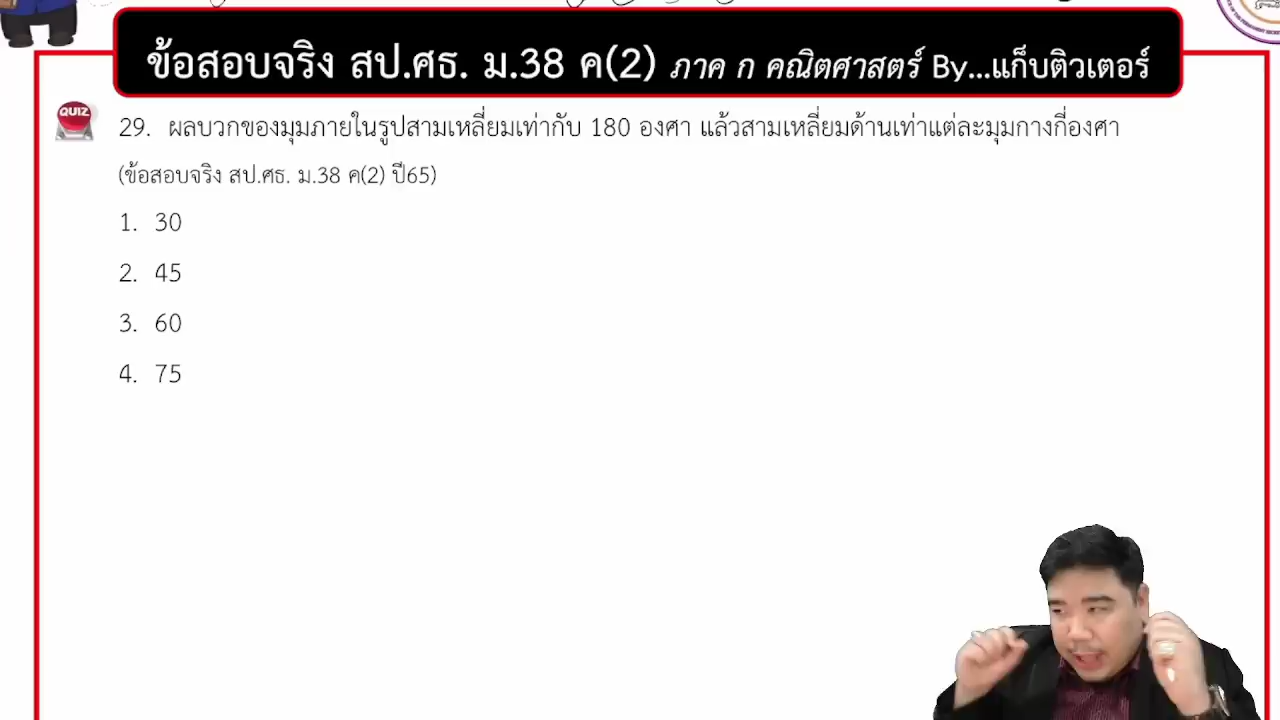 ข้อสอบจริง สป.ศธ. ม.38 ค(2) ภาค ก คณิตศาสตร์ By...แก็บติวเตอร์
QUIZ
29. ผลบวกของมุมภายในรูปสามเหลี่ยมเท่ากับ 180 องศา แล้วสามเหลี่ยมด้านเท่าแต่ละมุมกางกี่องศา
(ข้อสอบจริง สป.ศธ. ม.38 ค(2) ปี65)
1. 30
2. 45
3. 60
4. 75